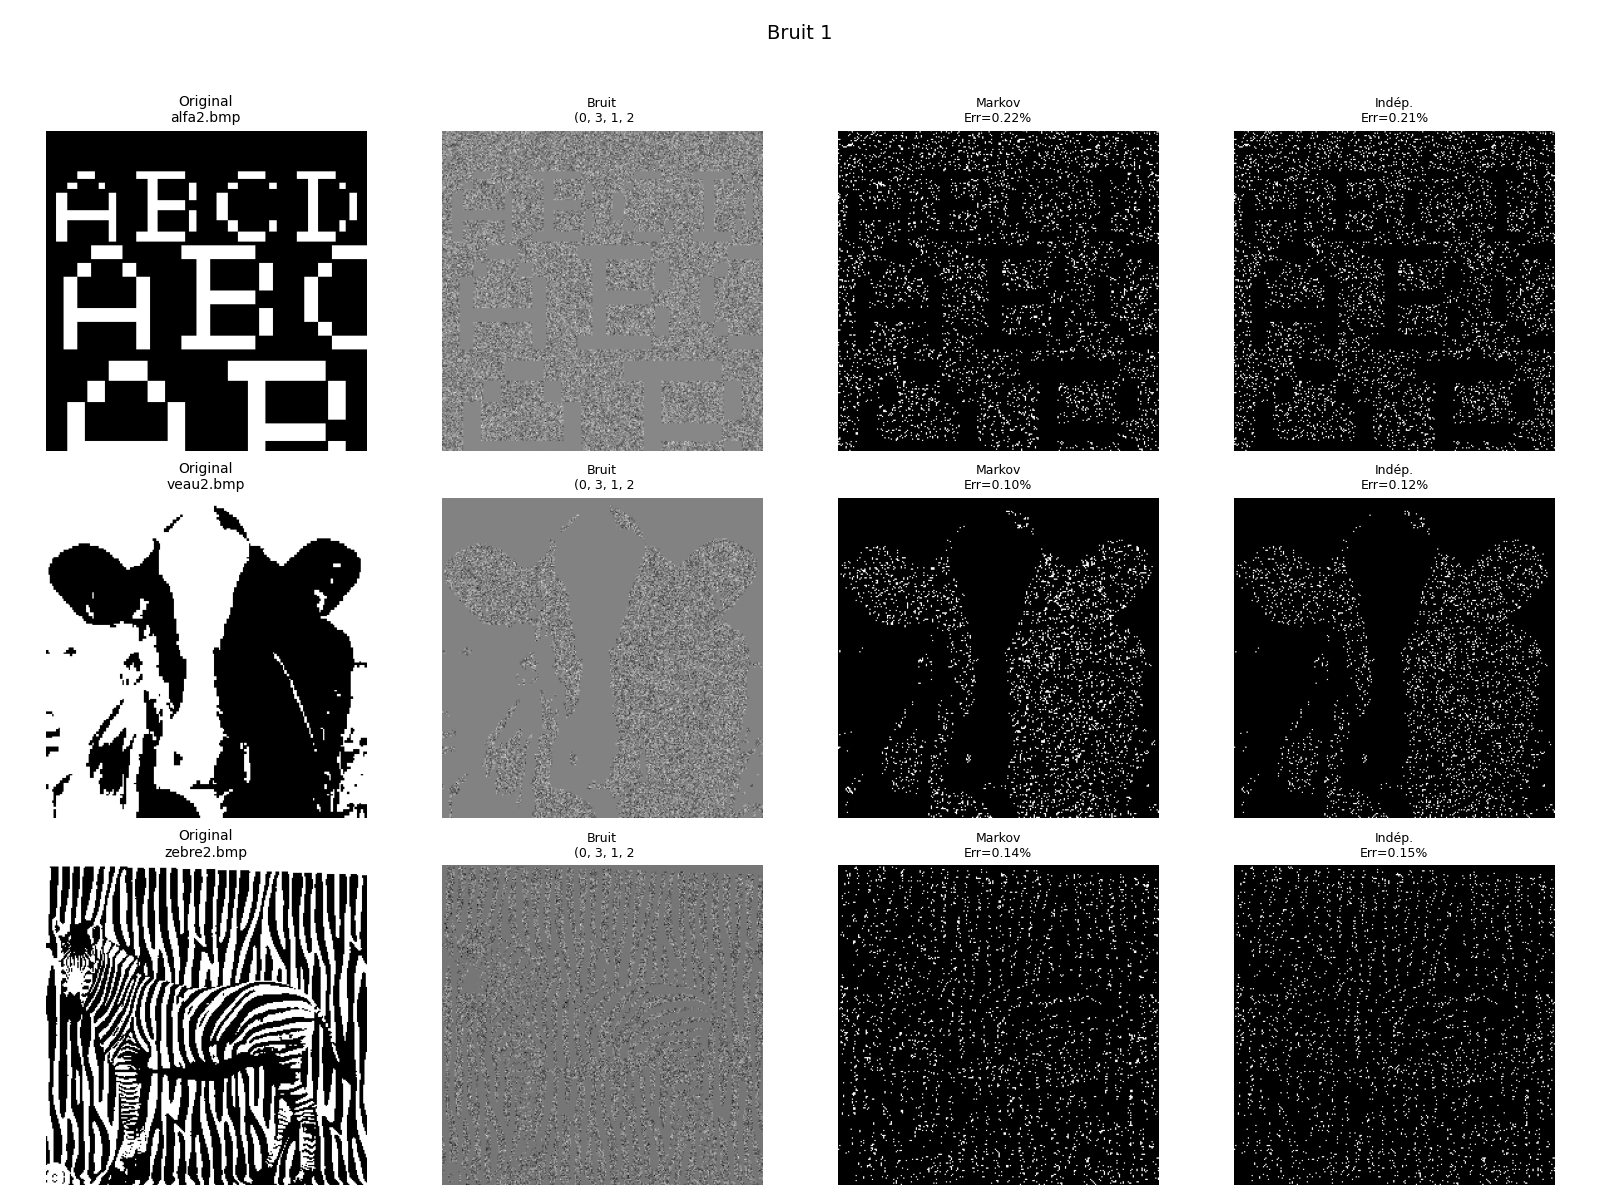 Bruit 1
Original
alfa2.bmp
Bruit
(0, 3, 1, 2
Markov
Err=0.22%
Indép.
Err=0.21%
ABCD
ABC
AB
Original
veau2.bmp
Bruit
(0, 3, 1, 2
Markov
Err=0.10%
Indép.
Err=0.12%
Original
zebre2.bmp
Bruit
(0, 3, 1, 2
Markov
Err=0.14%
Indép.
Err=0.15%